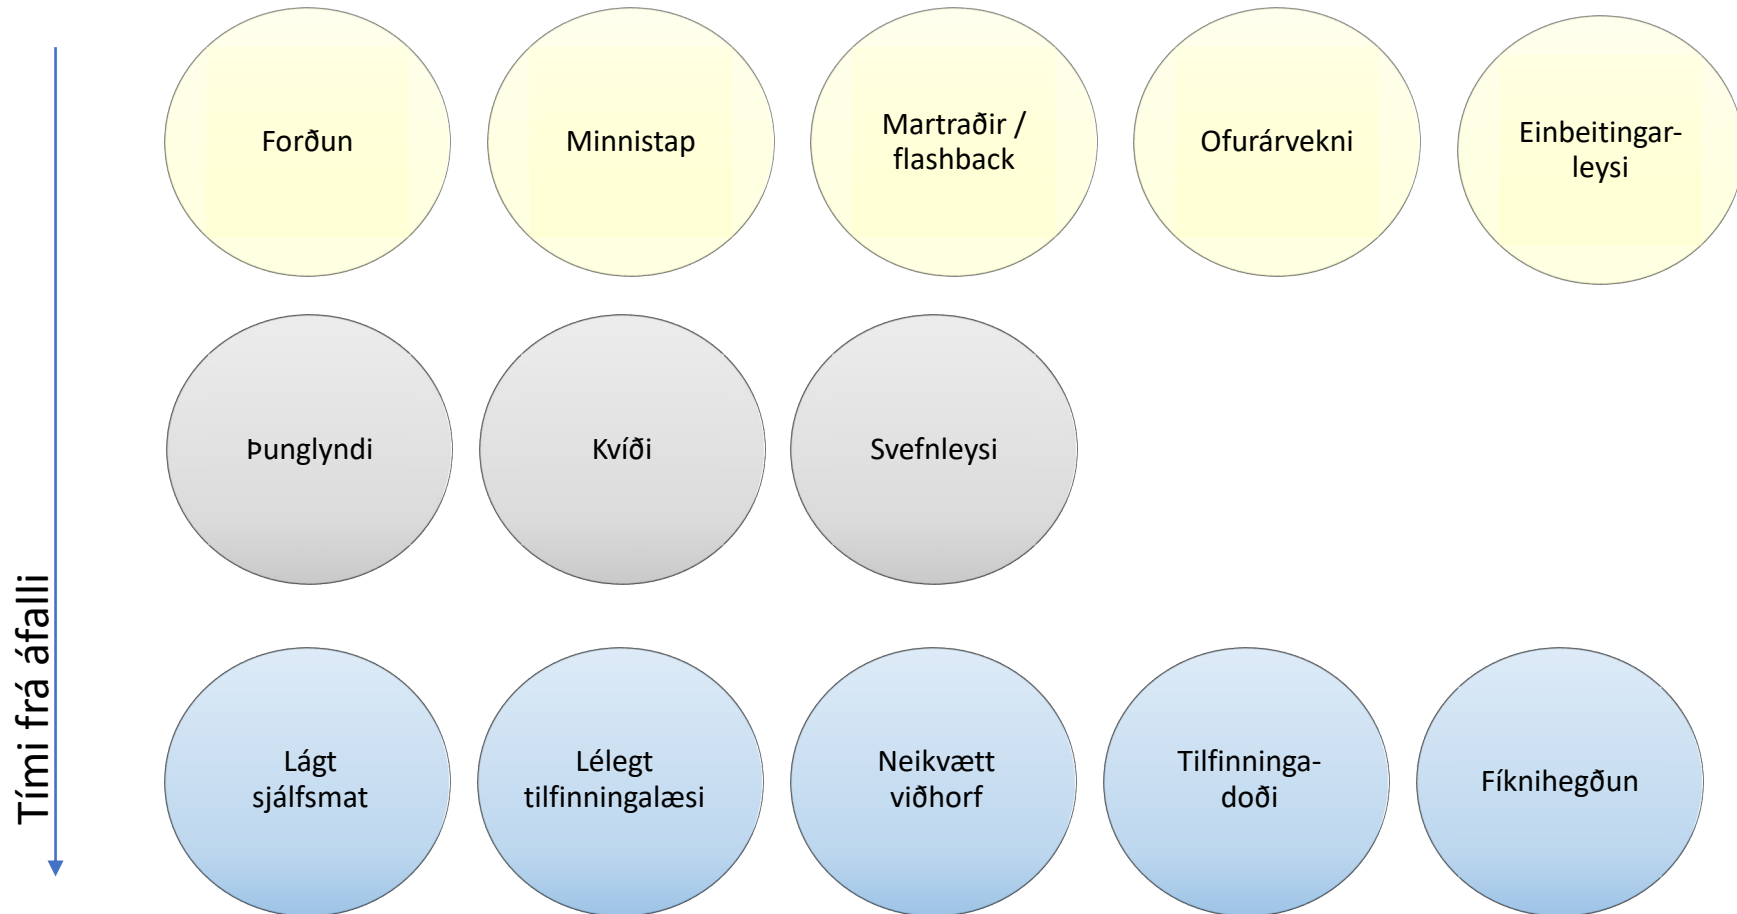 Forðun
Minnistap
Martraðir /
flashback
Ofurárvekni
Einbeitingar-
leysi
Þunglyndi
Kvíði
Svefnleysi
Tími frá áfalli
Lágt
sjálfsmat
Lélegt
tilfinningalæsi
Neikvætt
viðhorf
Tilfinninga-
doði
Fíknihegðun